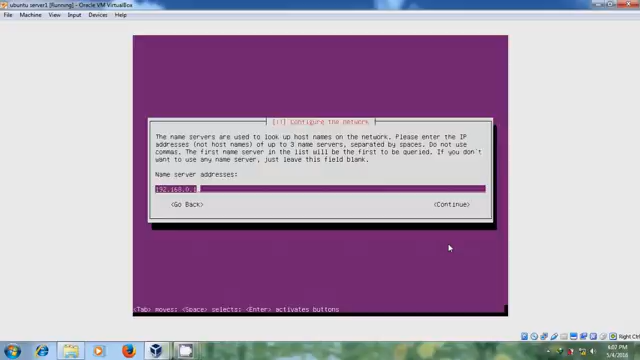 ubuntu server1 [Running] - Oracle VM VirtualBox
File Machine View Input Devices Help
[!] Configure the network
The name servers are used to look up host names on the network. Please enter the IP
addresses (not host names) of up to 3 name servers, separated by spaces. Do not use
commas. The first name server in the list will be the first to be queried. If you don't
want to use any name server, just leave this field blank.
Name server addresses:
192.168.0.1
<Go Back> <Continue>
<Tab> moves; <Space> selects; <Enter> activates buttons
Right Ctrl
4:02 PM
5/4/2016